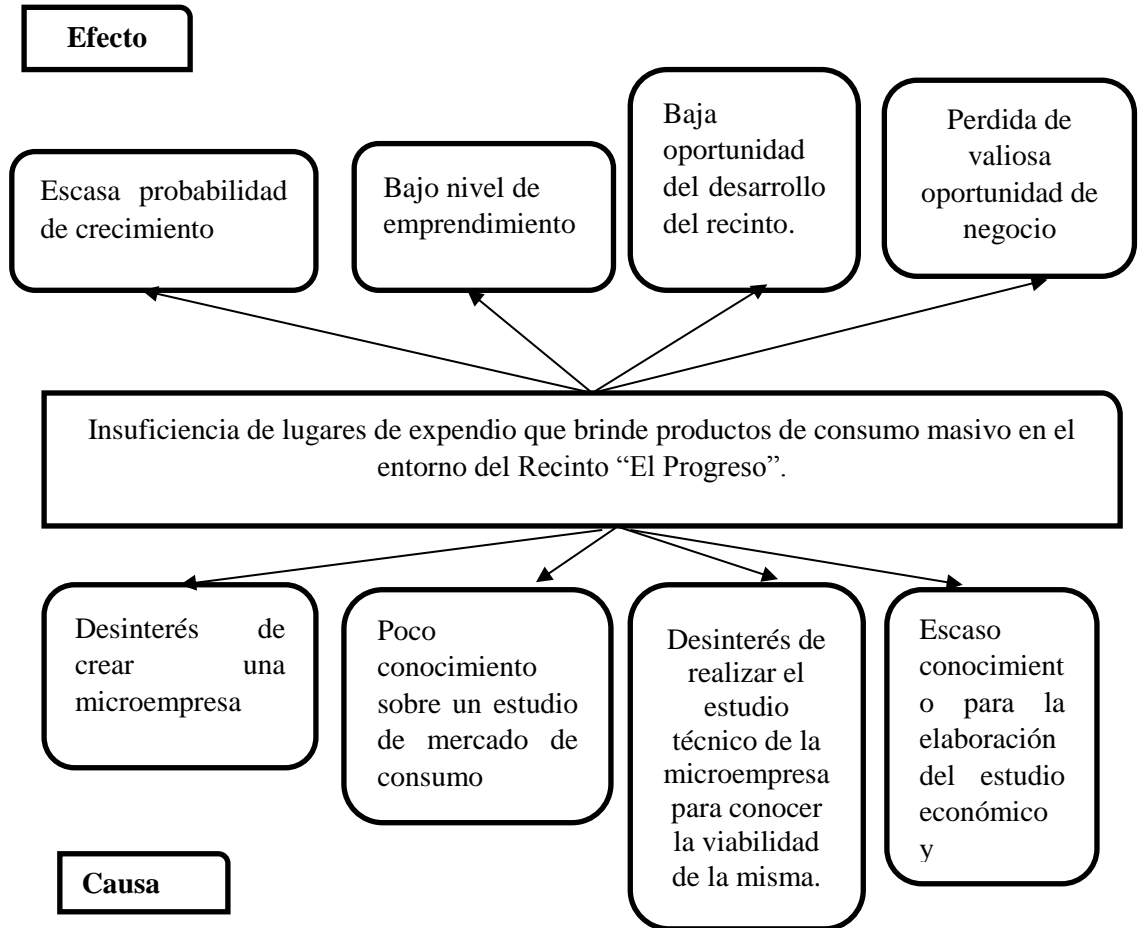 Efecto
Escasa probabilidad
de crecimiento
Bajo nivel de
emprendimiento
Baja
oportunidad
del desarrollo
del recinto.
Perdida de
valiosa
oportunidad de
negocio
Insuficiencia de lugares de expendio que brinde productos de consumo masivo en el
entorno del Recinto “El Progreso”.
Desinterés de
crear una
microempresa
Poco
conocimiento
sobre un estudio
de mercado de
consumo
Desinterés de
realizar el
estudio
técnico de la
microempresa
para conocer
la viabilidad
de la misma.
Escaso
conocimient
o para la
elaboración
del estudio
económico
y
Causa